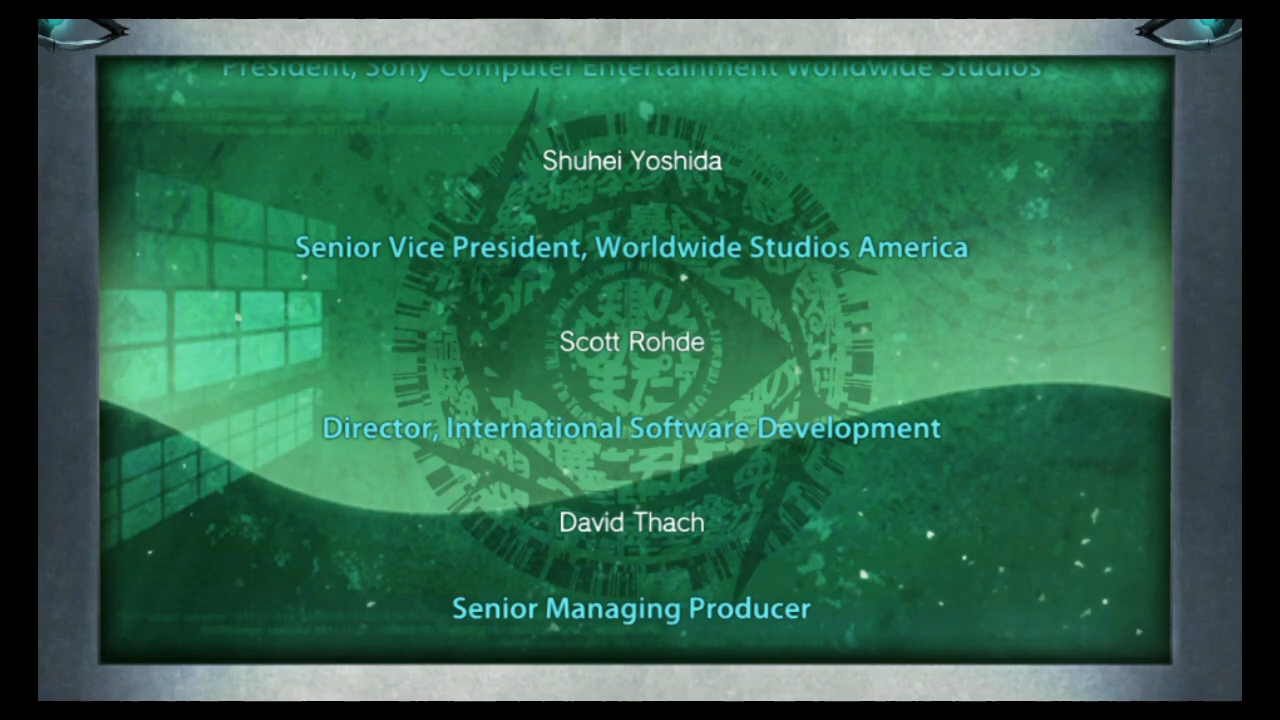 President, Sony Computer Entertainment Worldwide Studios
Shuhei Yoshida
Senior Vice President, Worldwide Studios America
Scott Rohde
Director, International Software Development
David Thach
Senior Managing Producer